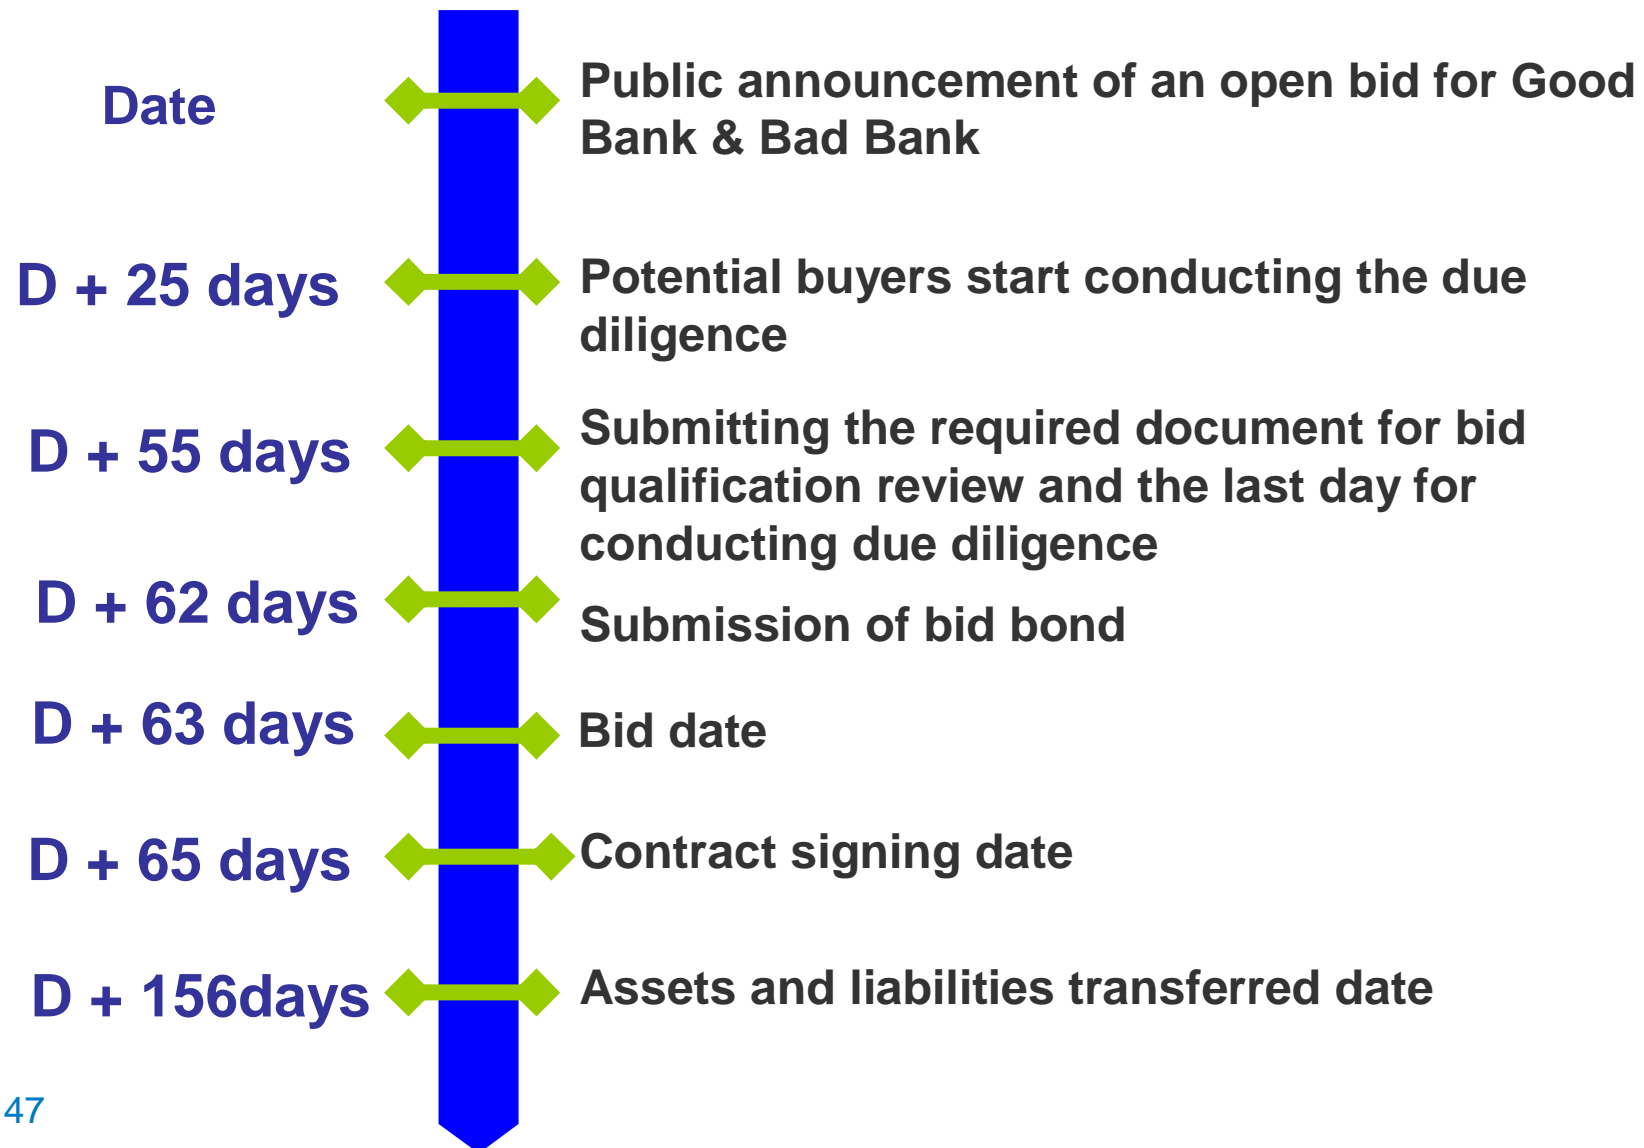 Date
Public announcement of an open bid for Good
Bank & Bad Bank
D + 25 days
Potential buyers start conducting the due
diligence
D + 55 days
Submitting the required document for bid
qualification review and the last day for
conducting due diligence
D + 62 days
Submission of bid bond
D + 63 days
Bid date
D + 65 days
Contract signing date
D + 156days
Assets and liabilities transferred date
47